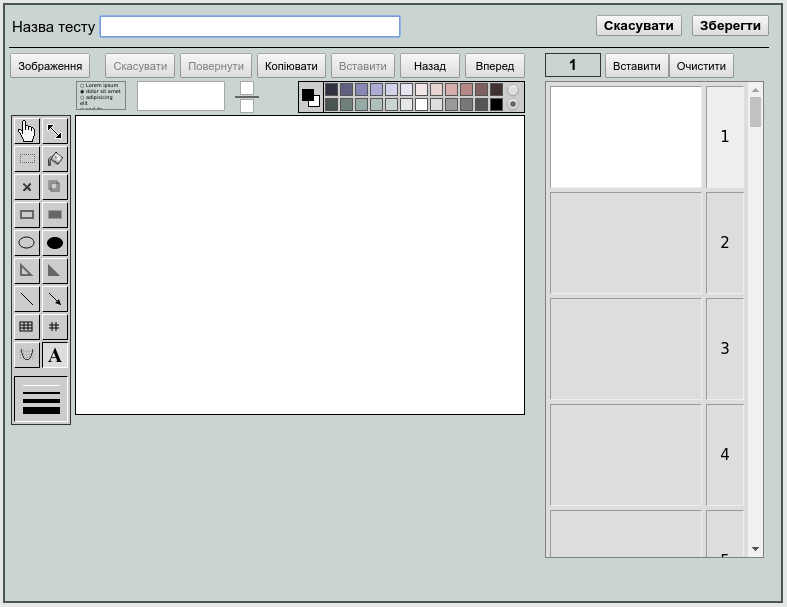 Назва тесту
Скасувати Зберегти
Зображення Скасувати Повернути Копіювати Вставити Назад Вперед 1 Вставити Очистити
Lorem ipsum
dolor sit amet
adipisicing
elit
A
1
2
3
4